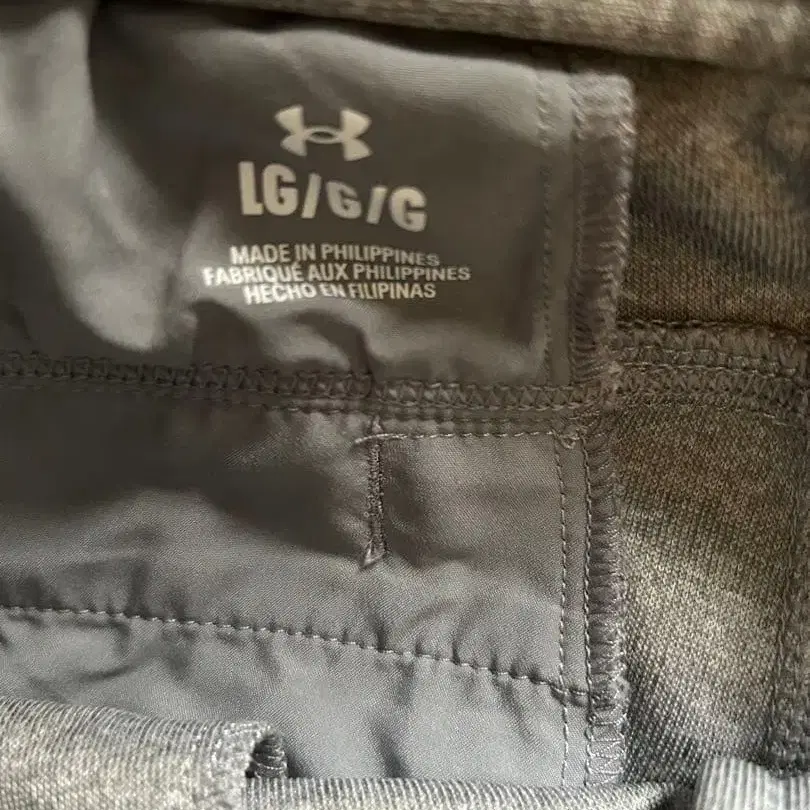 LG/G/G
MADE IN PHILIPPINES
FABRIQUÉ AUX PHILIPPINES
HECHO EN FILIPINAS